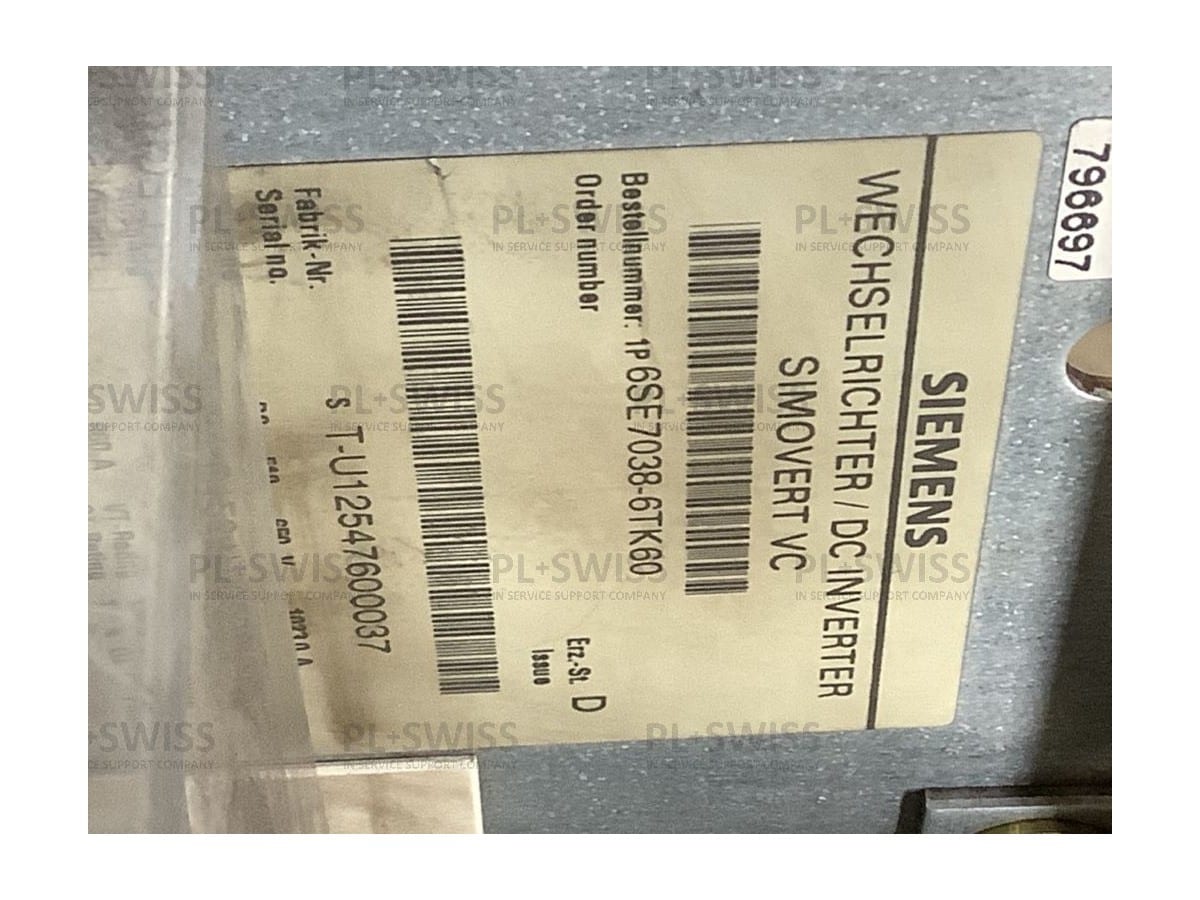 SIEMENS
WECHSELRICHTER / DC INVERTER
SIMOVERT VC
Bestellnummer: 1P 6SE7038-6TK60
Order number
Erz.-St. D
Issue
Fabrik-Nr.
Serial no.
S T-U12547600037
796697
PL+SWISS
IN SERVICE SUPPORT COMPANY